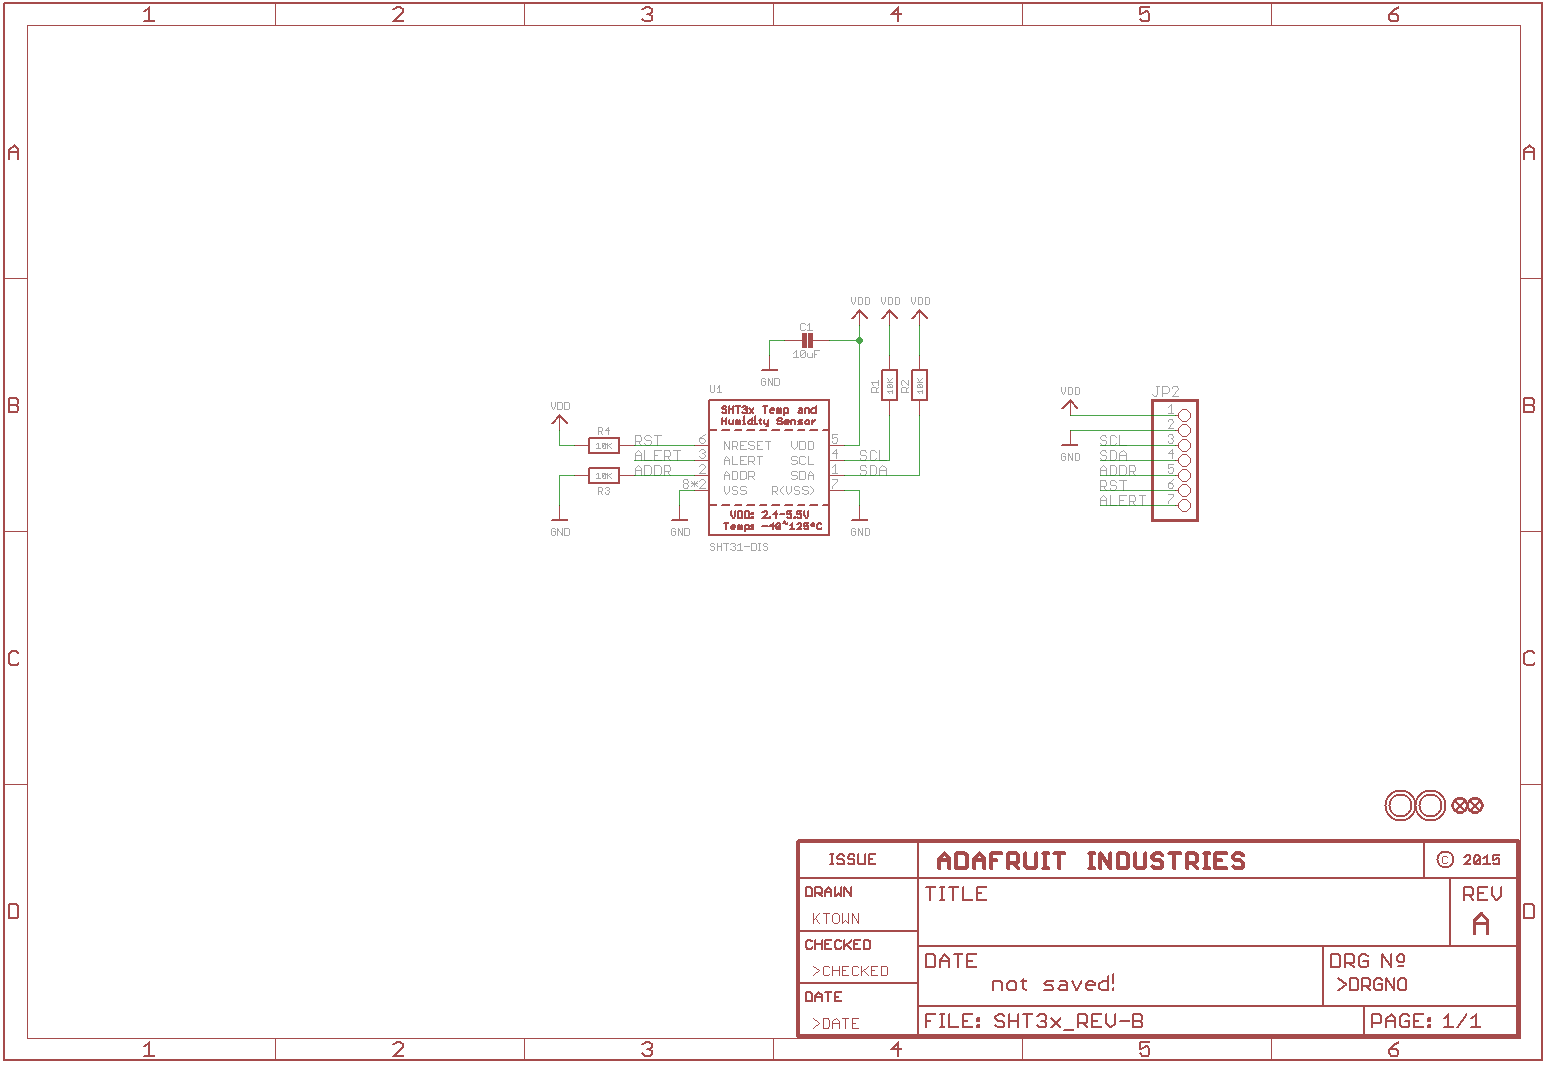 1 2 3 4 5 6
A A
VDD VDD VDD
C1
10uF
GND
R1 10K R2 10K
VDD JP2
B B
U1
SHT3x Temp and
Humidity Sensor
VDD
R4
10K
RST 6 NRESET VDD 5
ALERT 3 ALERT SCL 4 SCL
10K ADDR 2 ADDR SDA 1 SDA
R3
8*2 VSS R(VSS) 7
VDD: 2.4-5.5V
Temp: -40~125°C
GND GND GND
SHT31-DIS
1
2
SCL 3
GND SDA 4
ADDR 5
RST 6
ALERT 7
C C
ISSUE ADAFRUIT INDUSTRIES © 2015
DRAWN TITLE REV
KTOWN A
D D
CHECKED DATE DRG Nº
>CHECKED not saved! >DRGNO
DATE
>DATE FILE: SHT3x_REV-B PAGE: 1/1
1 2 3 4 5 6